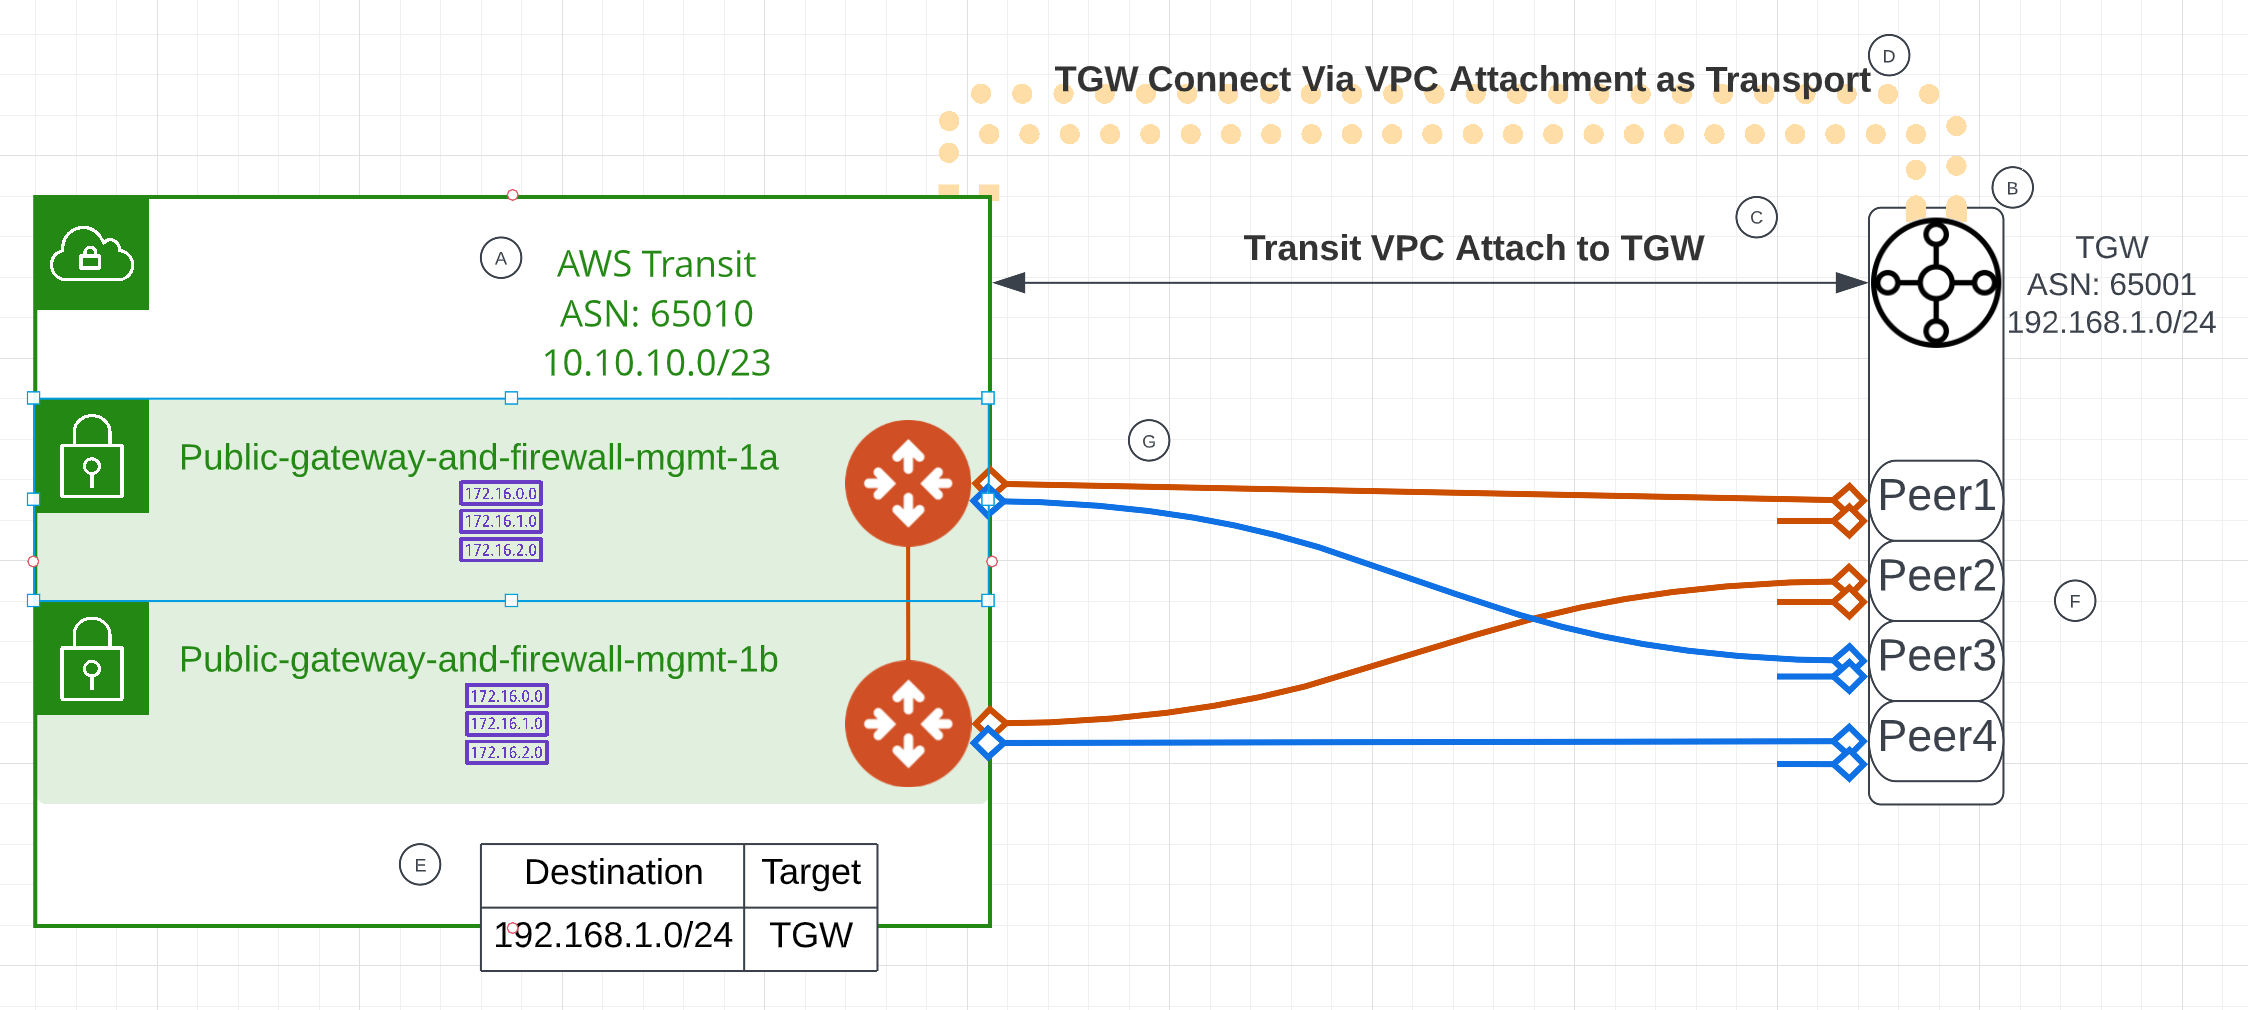 D
TGW Connect Via VPC Attachment as Transport
B
C
A
AWS Transit
ASN: 65010
10.10.10.0/23
Transit VPC Attach to TGW
TGW
ASN: 65001
192.168.1.0/24
G
Public-gateway-and-firewall-mgmt-1a
172.16.0.0
172.16.1.0
172.16.2.0
Peer1
Peer2
Peer3
Peer4
F
Public-gateway-and-firewall-mgmt-1b
172.16.0.0
172.16.1.0
172.16.2.0
E
Destination Target
192.168.1.0/24 TGW